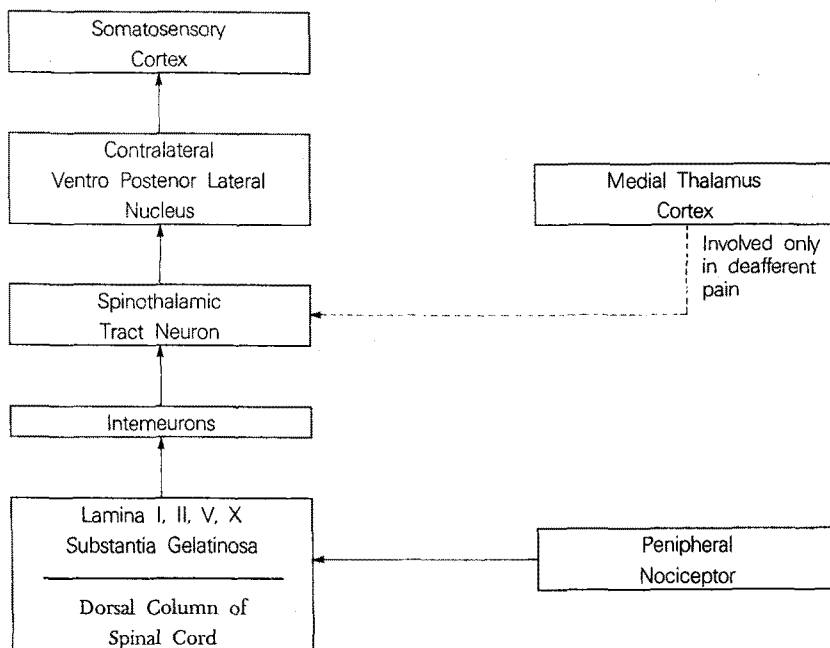 Somatosensory
Cortex
Contralateral
Ventro Postenor Lateral
Nucleus
Medial Thalamus
Cortex
Involved only
in deafferent
pain
Spinothalamic
Tract Neuron
Interneurons
Lamina I, II, V, X
Substantia Gelatinosa
Dorsal Column of
Spinal Cord
Penipheral
Nociceptor